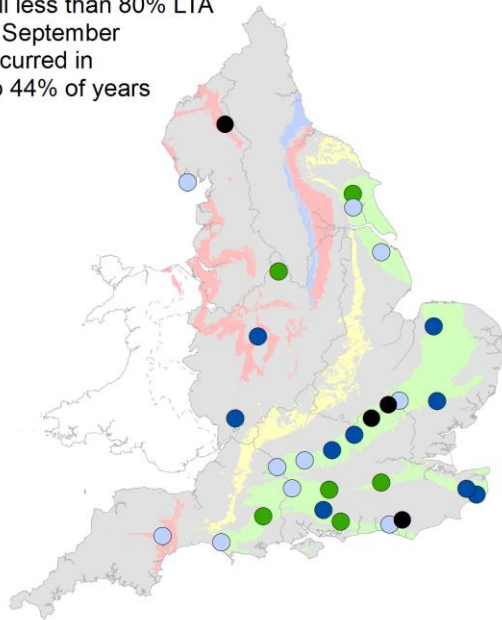 ll less than 80% LTA
September
curred in
o 44% of years